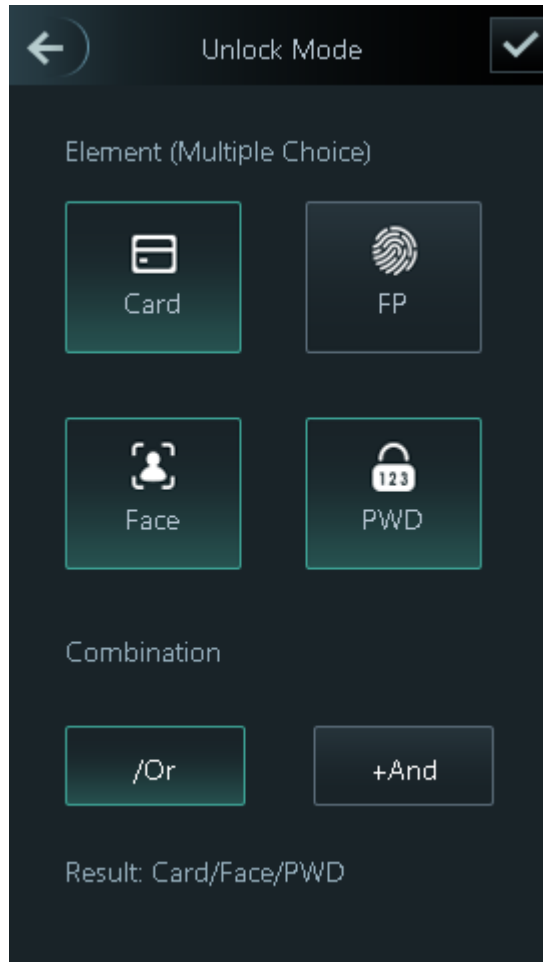 Unlock Mode
Element (Multiple Choice)
Card
FP
Face
123
PWD
Combination
/Or
+And
Result: Card/Face/PWD